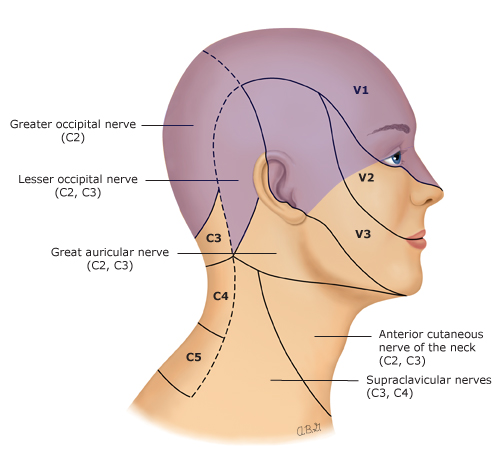 V1
Greater occipital nerve
(C2)
V2
Lesser occipital nerve
(C2, C3)
C3
V3
Great auricular nerve
(C2, C3)
C4
C5
Anterior cutaneous
nerve of the neck
(C2, C3)
Supraclavicular nerves
(C3, C4)